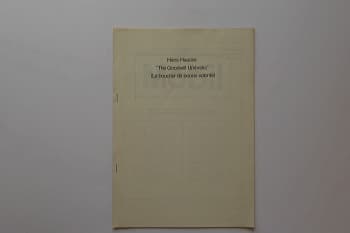 Hans Haacke
"The Goodwill Umbrella"
(Le bouclier de bonne volonté)